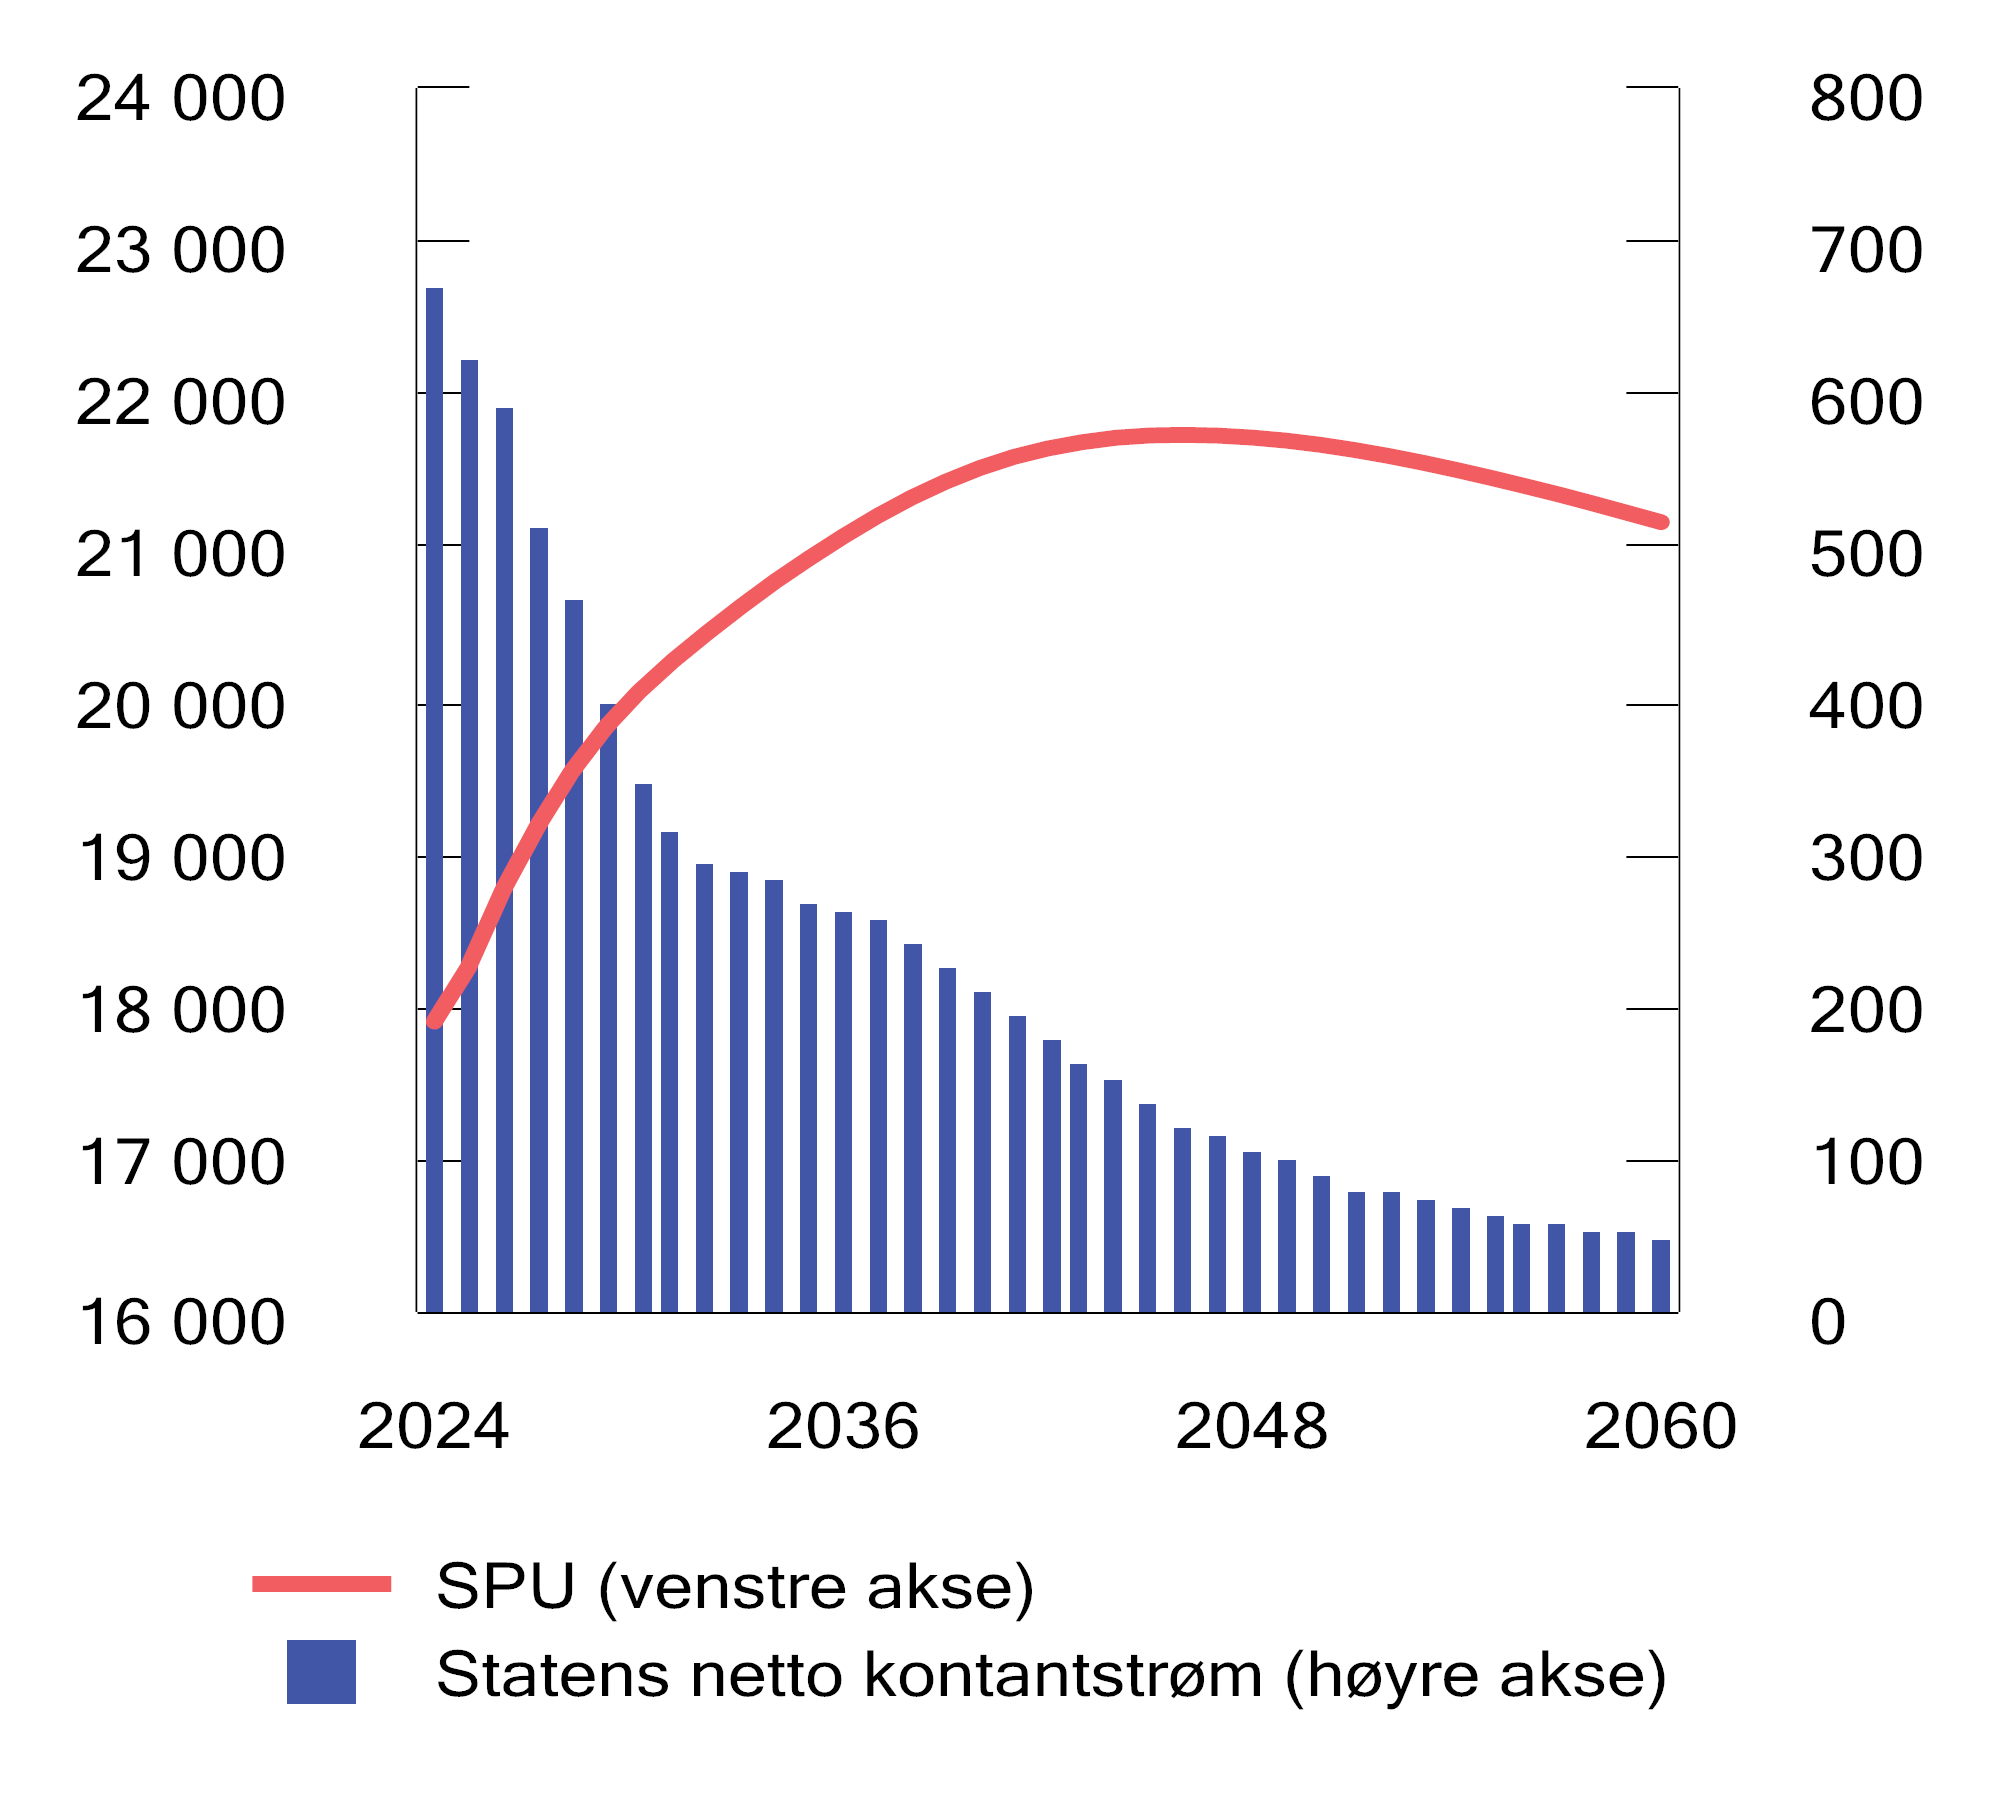 24 000 800
23 000 700
22 000 600
21 000 500
20 000 400
19 000 300
18 000 200
17 000 100
16 000 0
2024 2036 2048 2060
SPU (venstre akse)
Statens netto kontantstrøm (høyre akse)